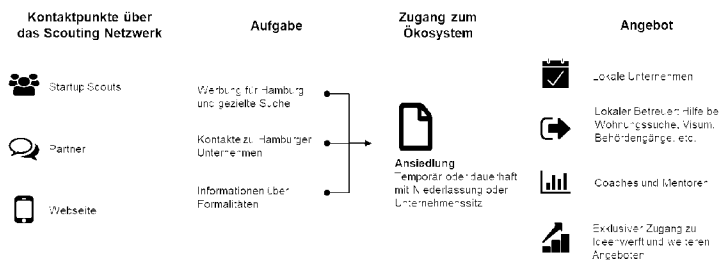 Kontaktpunkte über
das Scouting Netzwerk
Startup Scouts
Partner
Webseite
Aufgabe
Werbung für Hamburg
und gezielte Suche
Kontakte zu Hamburger
Unternehmen
Informationen über
Formalitäten
Zugang zum
Ökosystem
Ansiedlung
Temporär oder dauerhaft
mit Niederlassung oder
Unternehmenssitz
Angebot
Lokale Unternehmen
Lokaler Betreuer: Hilfe bei
Wohnungssuche, Visum,
Behördengänge, etc.
Coaches und Mentoren
Exklusiver Zugang zu
Ideenwerft und weiteren
Angeboten